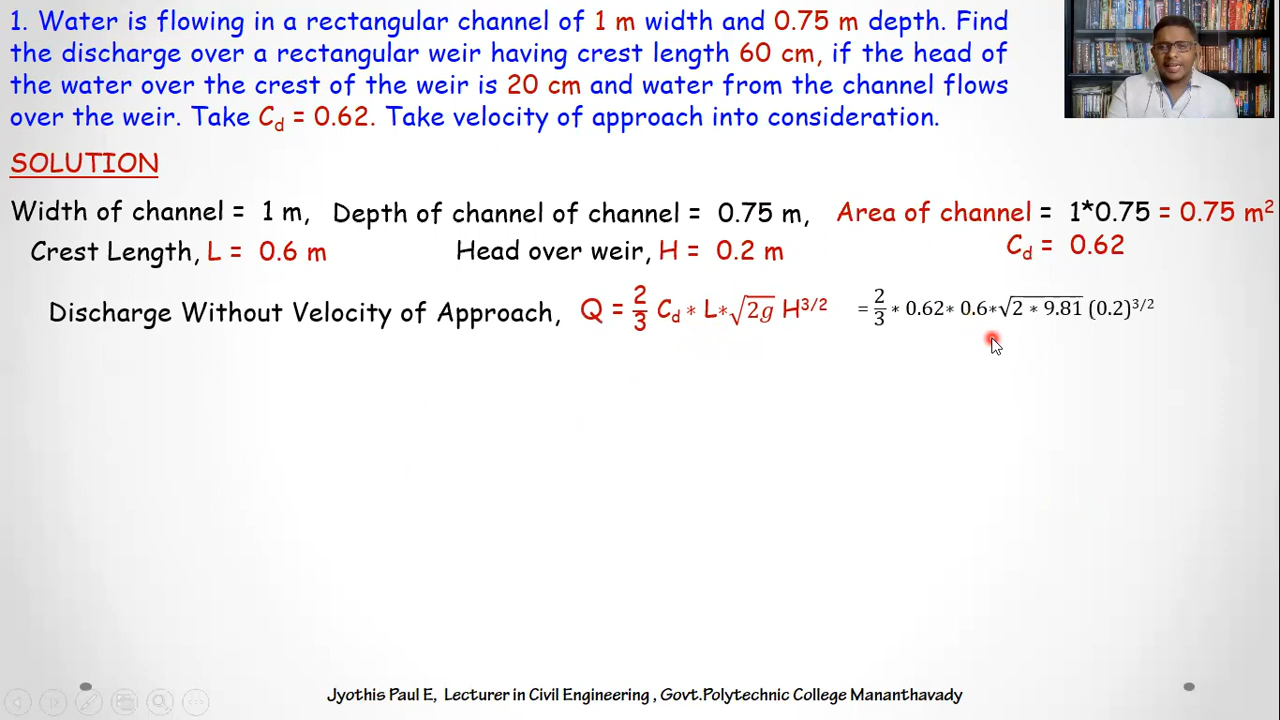 1. Water is flowing in a rectangular channel of 1 m width and 0.75 m depth. Find
the discharge over a rectangular weir having crest length 60 cm, if the head of
the water over the crest of the weir is 20 cm and water from the channel flows
over the weir. Take C_d = 0.62. Take velocity of approach into consideration.
SOLUTION
Width of channel = 1 m, Depth of channel of channel = 0.75 m, Area of channel = 1*0.75 = 0.75 m²
Crest Length, L = 0.6 m Head over weir, H = 0.2 m C_d = 0.62
Discharge Without Velocity of Approach, Q = 2/3 C_d * L * √2g H^3/2 = 2/3 * 0.62 * 0.6 * √2 * 9.81 (0.2)^3/2
Jyothis Paul E, Lecturer in Civil Engineering , Govt.Polytechnic College Mananthavady